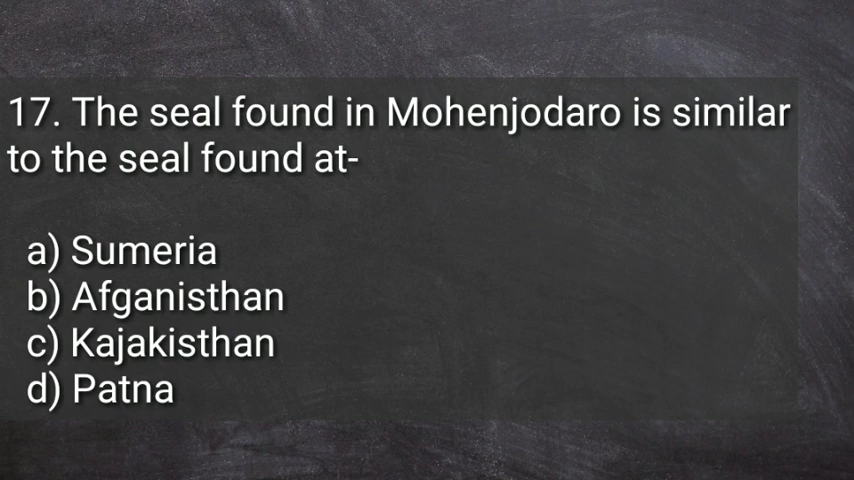 17. The seal found in Mohenjodaro is similar
to the seal found at-
a) Sumeria
b) Afganisthan
c) Kajakisthan
d) Patna